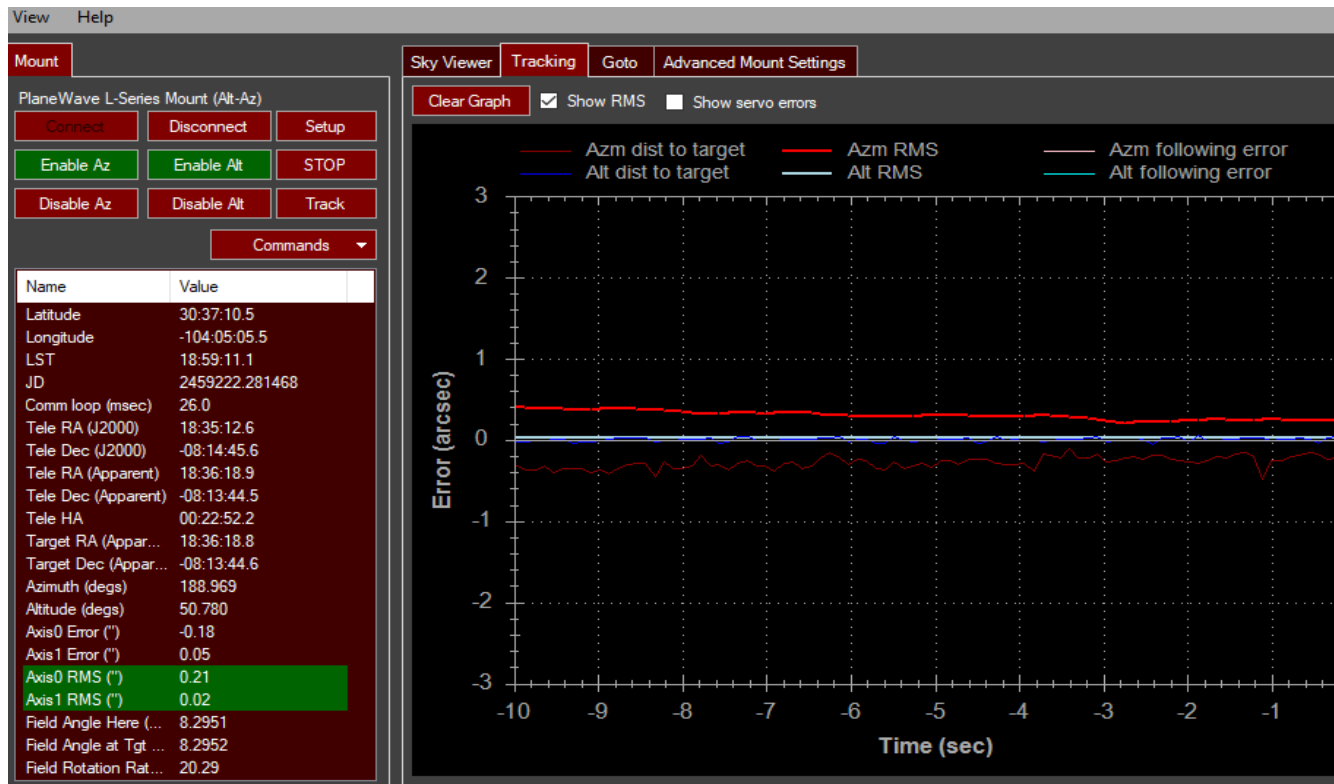 View Help
Mount
PlaneWave L-Series Mount (Alt-Az)
Connect Disconnect Setup
Enable Az Enable Alt STOP
Disable Az Disable Alt Track
Commands
Name Value
Latitude 30:37:10.5
Longitude -104:05:05.5
LST 18:59:11.1
JD 2459222.281468
Comm loop (msec) 26.0
Tele RA (J2000) 18:35:12.6
Tele Dec (J2000) -08:14:45.6
Tele RA (Apparent) 18:36:18.9
Tele Dec (Apparent) -08:13:44.5
Tele HA 00:22:52.2
Target RA (Appar... 18:36:18.8
Target Dec (Appar... -08:13:44.6
Azimuth (degs) 188.969
Altitude (degs) 50.780
Axis0 Error (") -0.18
Axis1 Error (") 0.05
Axis0 RMS (") 0.21
Axis1 RMS (") 0.02
Field Angle Here (... 8.2951
Field Angle at Tgt ... 8.2952
Field Rotation Rat... 20.29
Sky Viewer Tracking Goto Advanced Mount Settings
Clear Graph Show RMS Show servo errors
Azm dist to target Azm RMS Azm following error
Alt dist to target Alt RMS Alt following error
3
2
1
0
-1
-2
-3
Error (arcsec)
-10 -9 -8 -7 -6 -5 -4 -3 -2 -1
Time (sec)